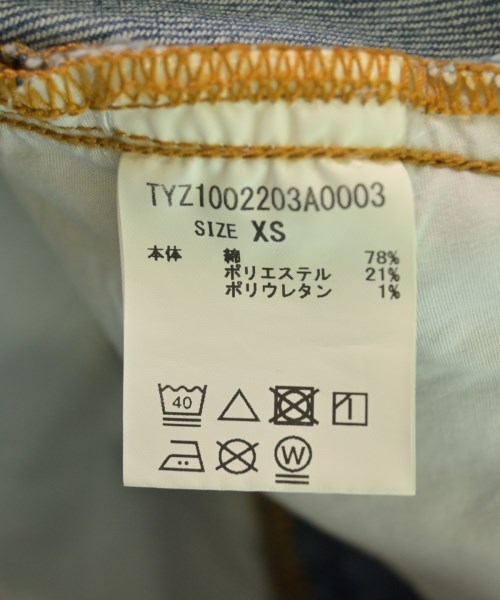 TYZ1002203A0003
SIZE XS
本体 綿 78%
ポリエステル 21%
ポリウレタン 1%
40
W